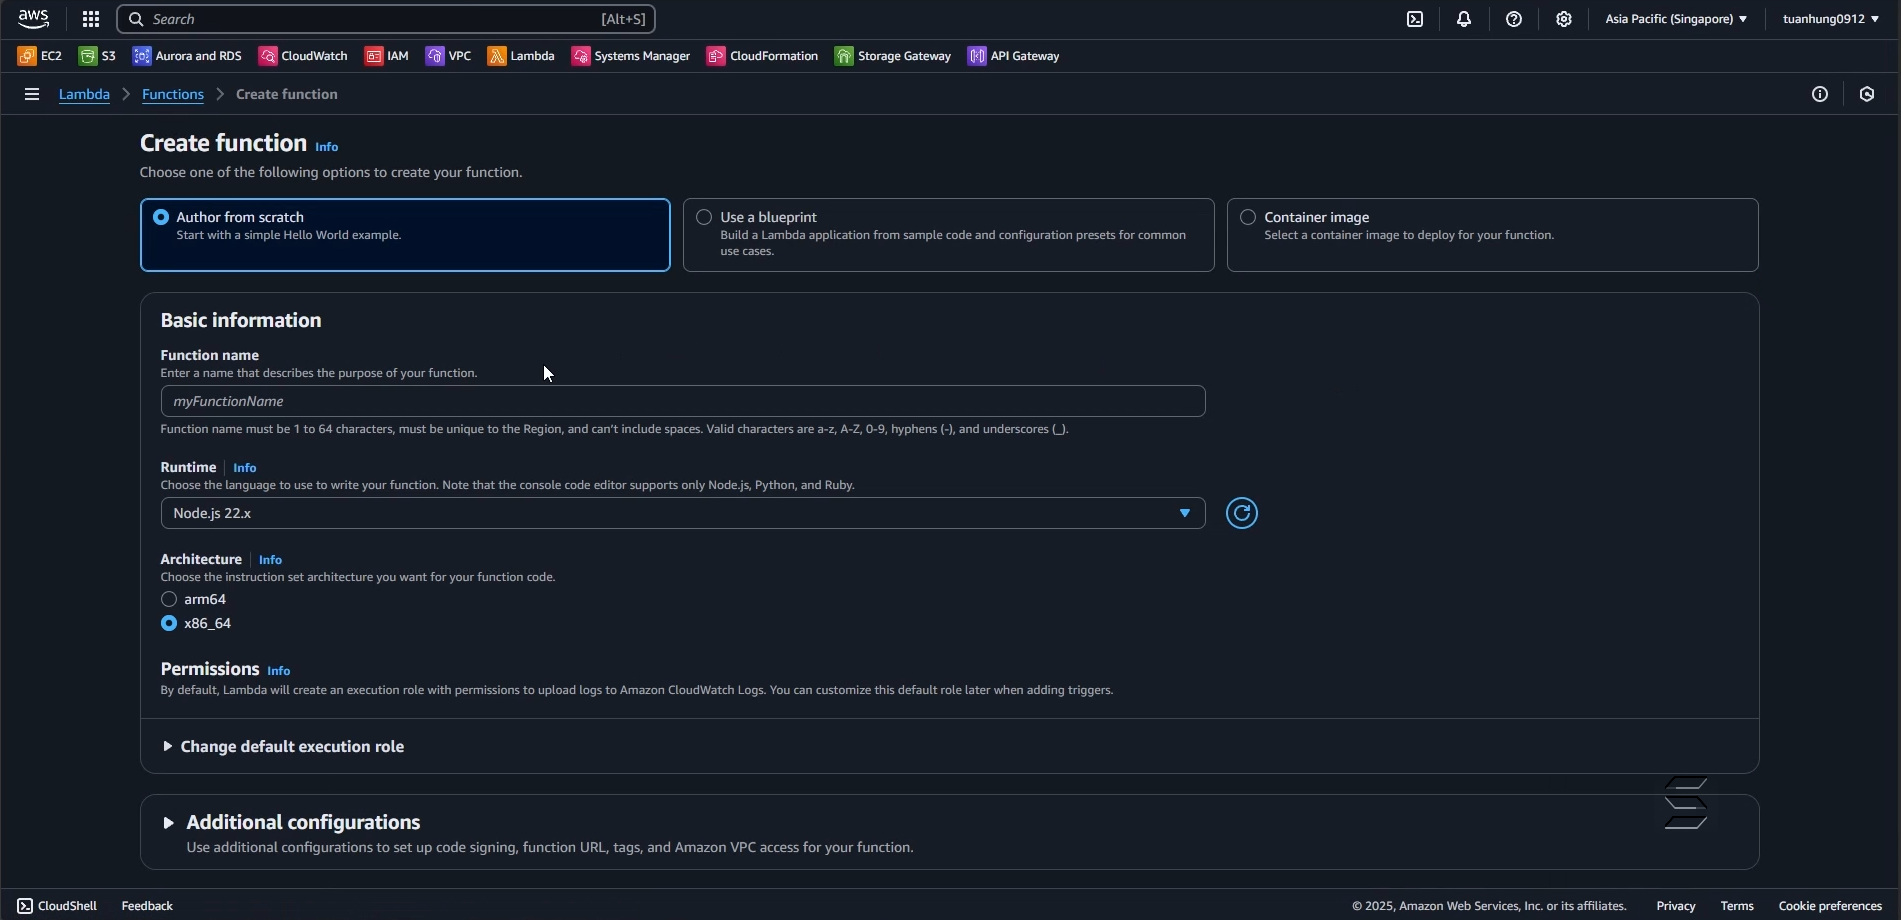 aws
Search [Alt+S]
Asia Pacific (Singapore)
tuanhung0912
EC2
S3
Aurora and RDS
CloudWatch
IAM
VPC
Lambda
Systems Manager
CloudFormation
Storage Gateway
API Gateway
Lambda
Functions
Create function
Create function Info
Choose one of the following options to create your function.
Author from scratch
Start with a simple Hello World example.
Use a blueprint
Build a Lambda application from sample code and configuration presets for common
use cases.
Container image
Select a container image to deploy for your function.
Basic information
Function name
Enter a name that describes the purpose of your function.
myFunctionName
Function name must be 1 to 64 characters, must be unique to the Region, and can't include spaces. Valid characters are a-z, A-Z, 0-9, hyphens (-), and underscores (_).
Runtime Info
Choose the language to use to write your function. Note that the console code editor supports only Node.js, Python, and Ruby.
Node.js 22.x
Architecture Info
Choose the instruction set architecture you want for your function code.
arm64
x86_64
Permissions Info
By default, Lambda will create an execution role with permissions to upload logs to Amazon CloudWatch Logs. You can customize this default role later when adding triggers.
Change default execution role
Additional configurations
Use additional configurations to set up code signing, function URL, tags, and Amazon VPC access for your function.
CloudShell
Feedback
© 2025, Amazon Web Services, Inc. or its affiliates.
Privacy
Terms
Cookie preferences